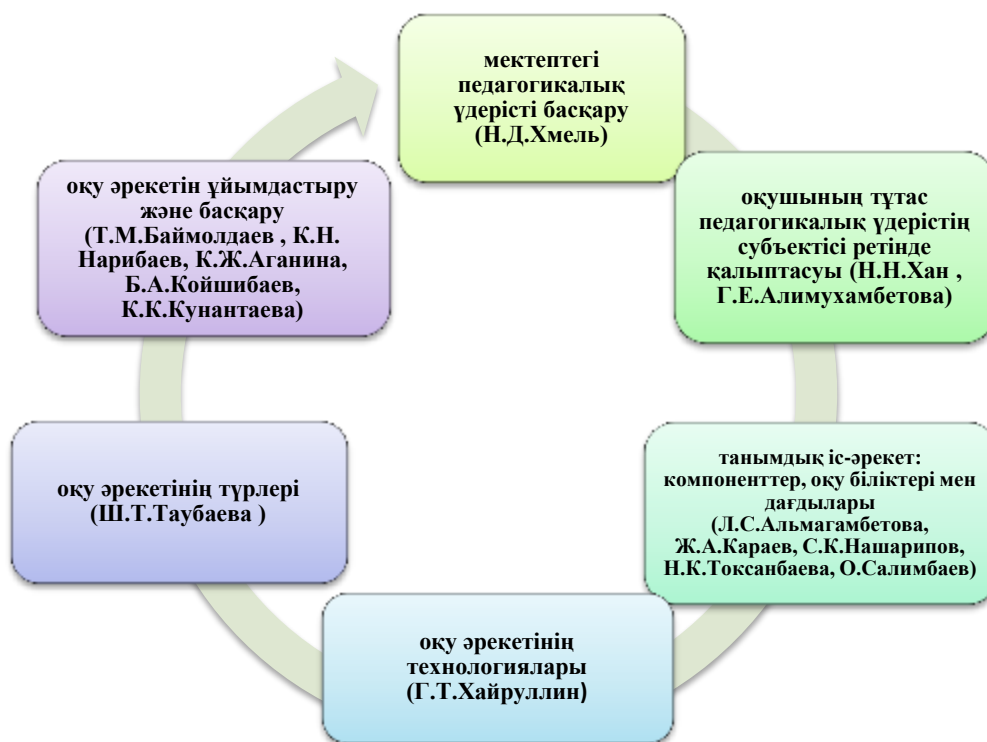 мектептегі
педагогикалық
үдерісті басқару
(Н.Д.Хмель)
оқушының тұтас
педагогикалық үдерістің
субъектісі ретінде
қалыптасуы (Н.Н.Хан ,
Г.Е.Алимухамбетова)
танымдық іс-әрекет:
компоненттер, оқу біліктері мен
дағдылары
(Л.С.Альмагамбетова,
Ж.А.Караев, С.К.Нашарипов,
Н.К.Токсанбаева, О.Салимбаев)
оқу әрекетінің
технологиялары
(Г.Т.Хайруллин)
оқу әрекетінің түрлері
(Ш.Т.Таубаева )
оқу әрекетін ұйымдастыру
және басқару
(Т.М.Баймолдаев , К.Н.
Нарибаев, К.Ж.Аганина,
Б.А.Койшибаев,
К.К.Кунантаева)